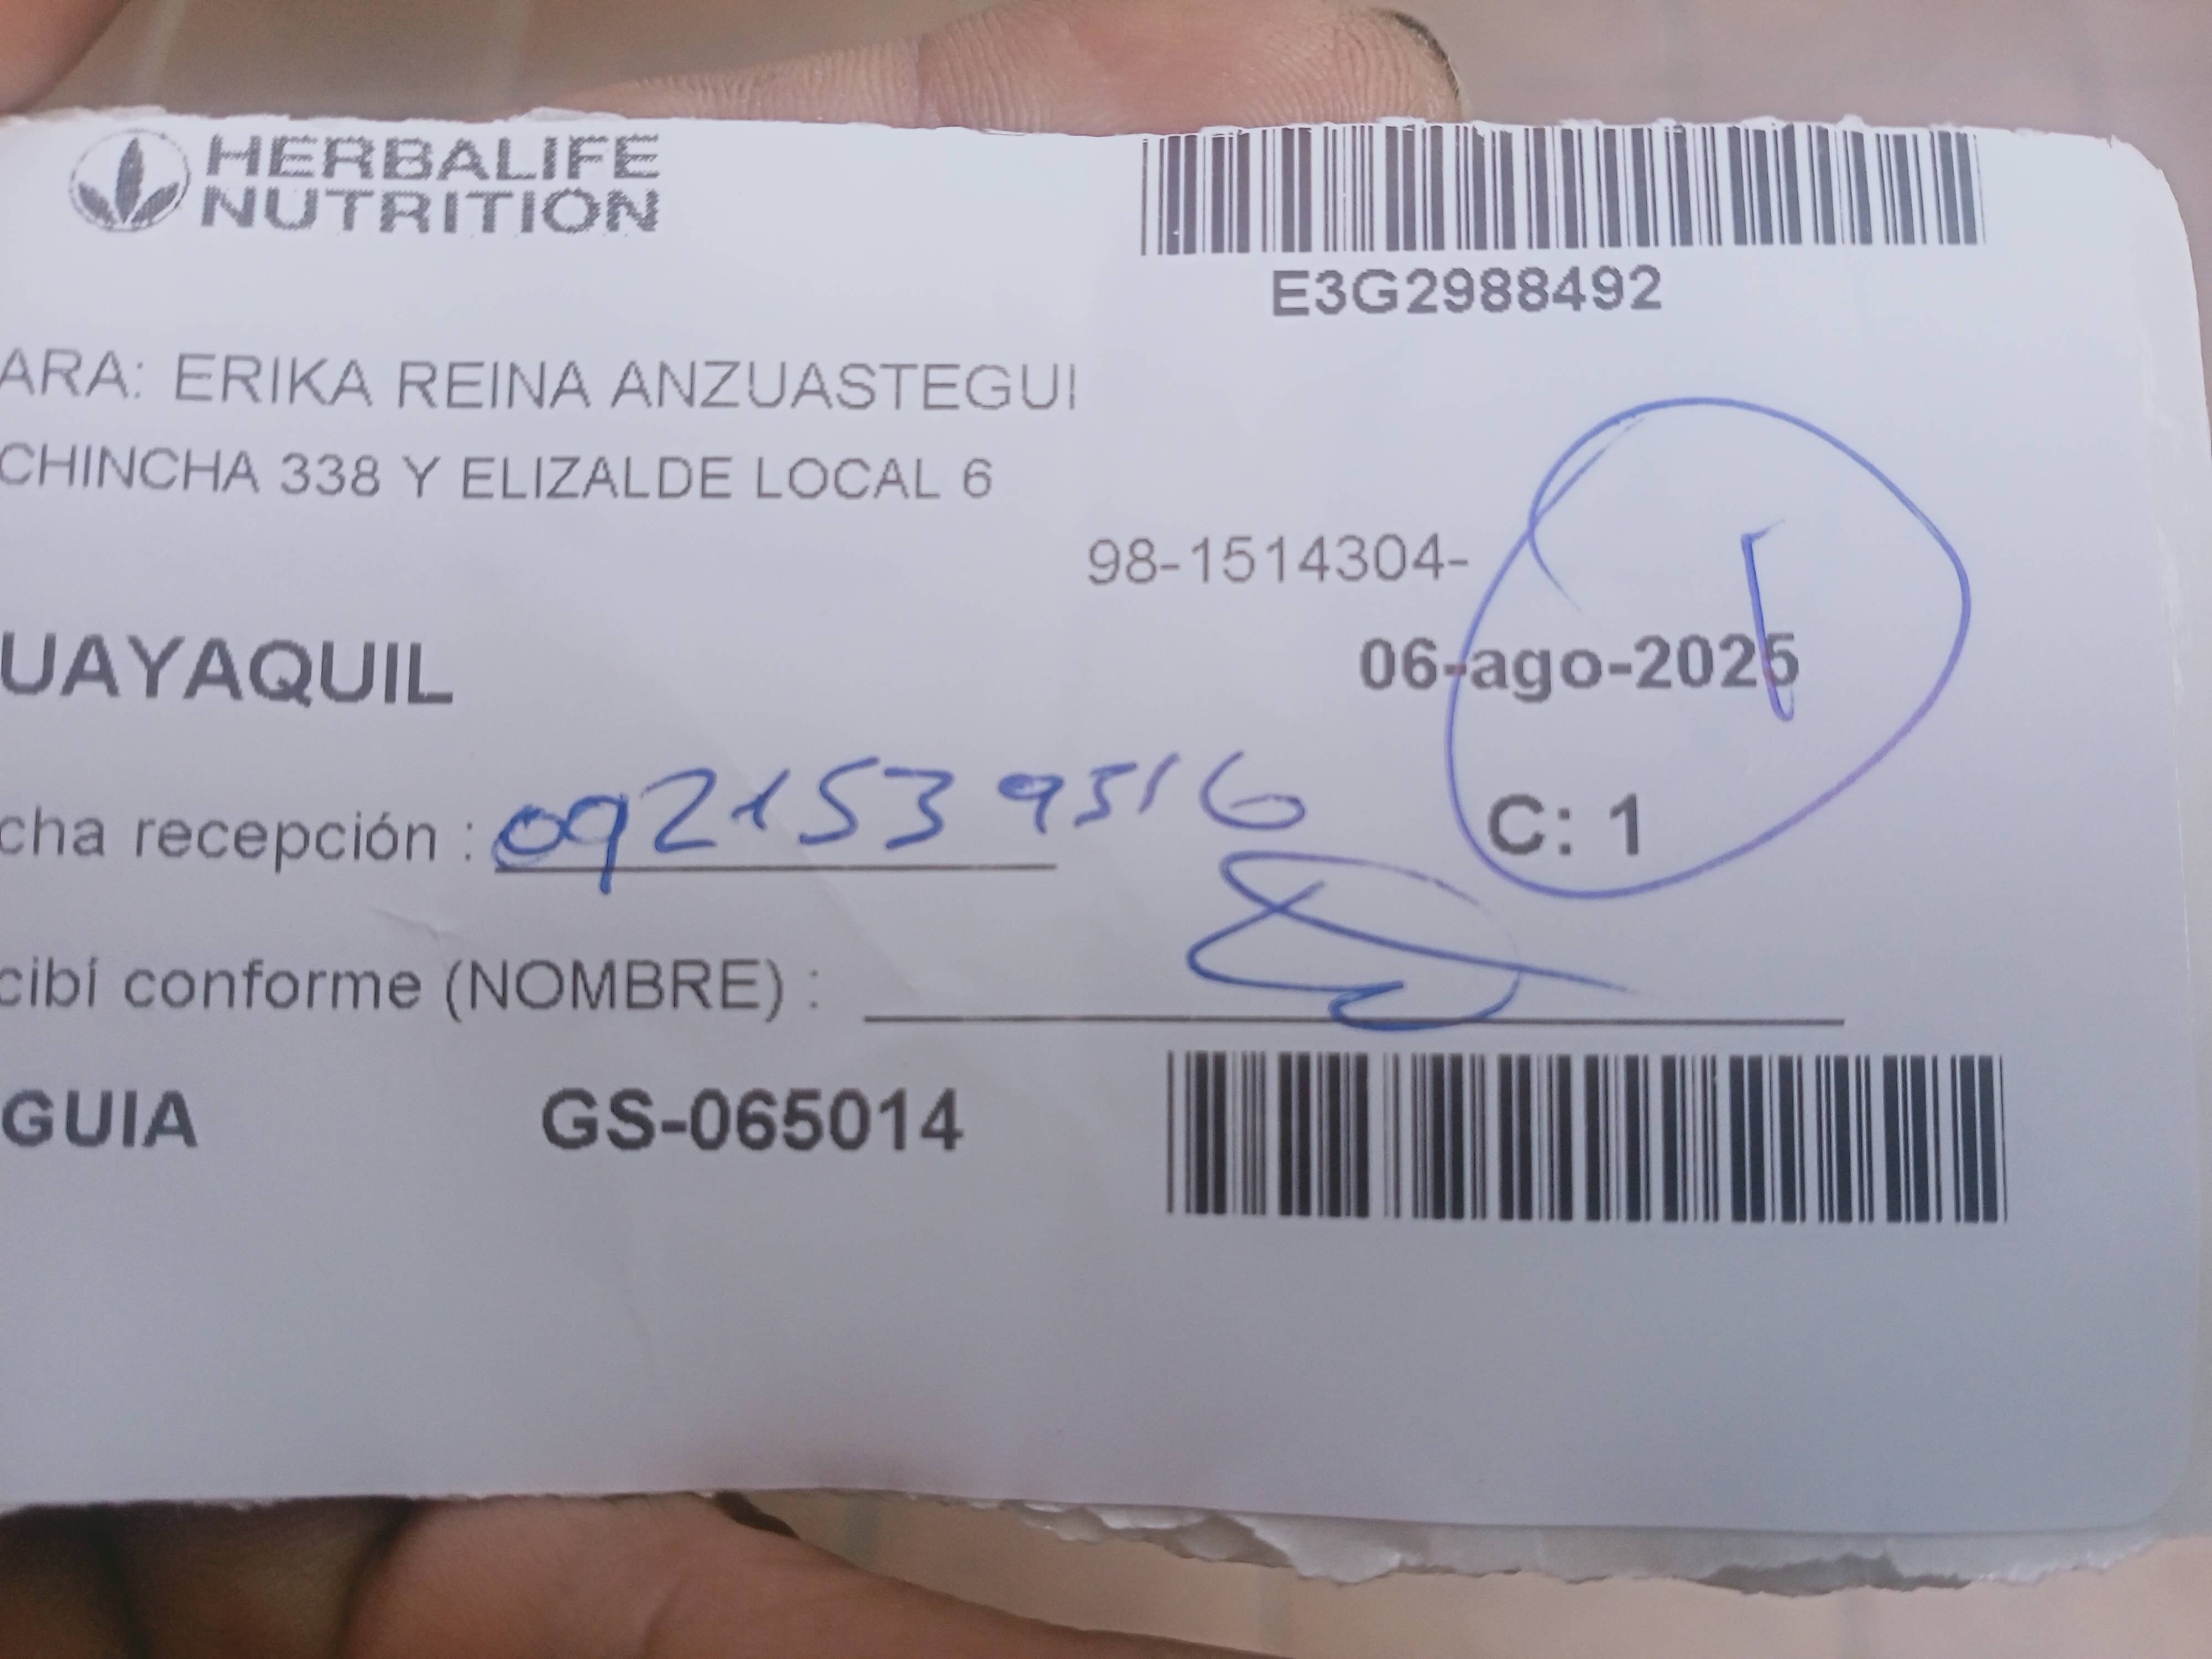 HERBALIFE
NUTRITION
E3G2988492
ARA: ERIKA REINA ANZUASTEGUI
CHINCHA 338 Y ELIZALDE LOCAL 6
98-1514304-
UAYAQUIL
06-ago-2025
cha recepción : 0921539516
C: 1
cibí conforme (NOMBRE) :
GUIA GS-065014